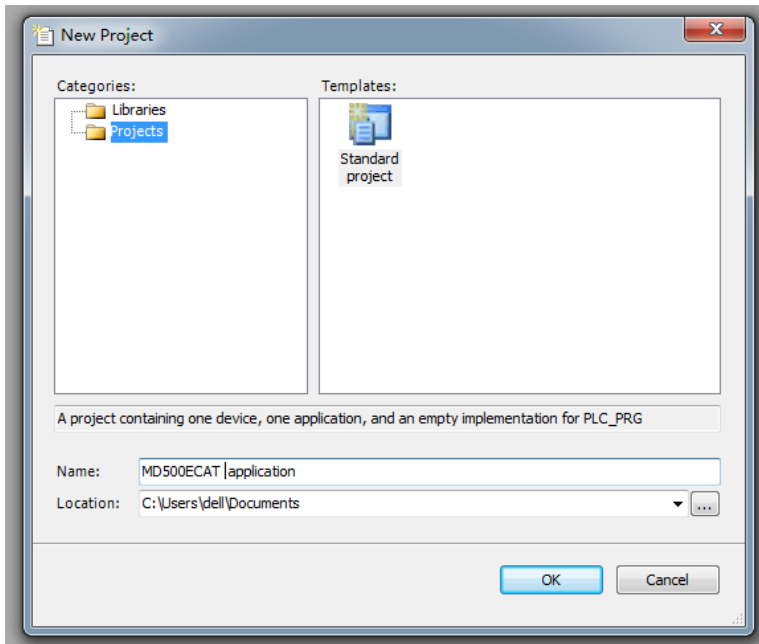 New Project
Categories:
Templates:
Libraries
Projects
Standard
project
A project containing one device, one application, and an empty implementation for PLC_PRG
Name:
MD500ECAT application
Location:
C:\Users\dell\Documents
...
OK
Cancel